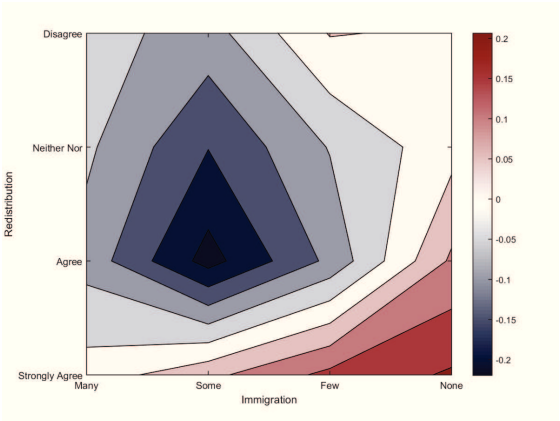 Disagree
Neither Nor
Agree
Strongly Agree
Redistribution
Many
Some
Few
None
Immigration
0.2
0.15
0.1
0.05
0
-0.05
-0.1
-0.15
-0.2